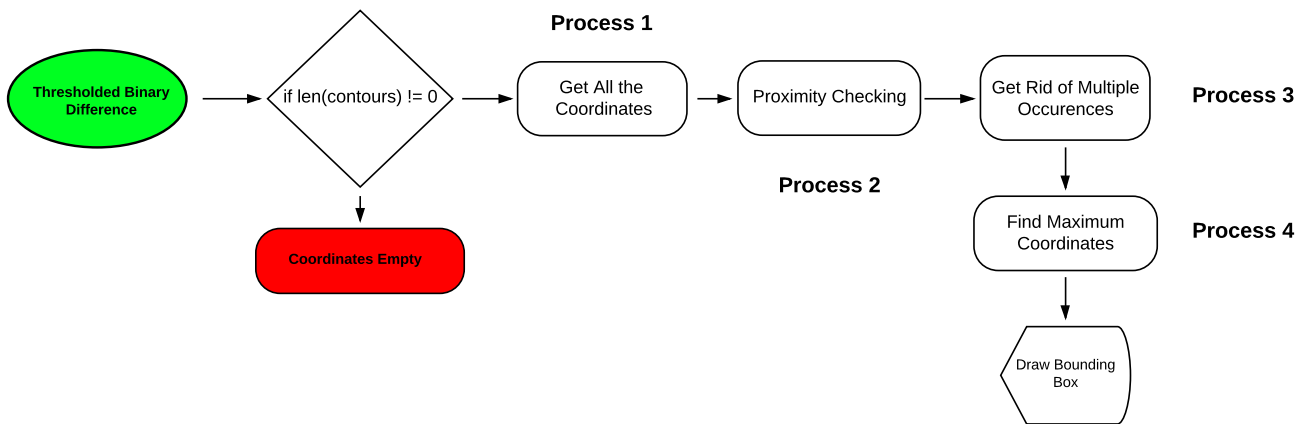 Process 1
Thresholded Binary
Difference
if len(contours) != 0
Get All the
Coordinates
Proximity Checking
Get Rid of Multiple
Occurences
Process 3
Process 2
Coordinates Empty
Find Maximum
Coordinates
Process 4
Draw Bounding
Box